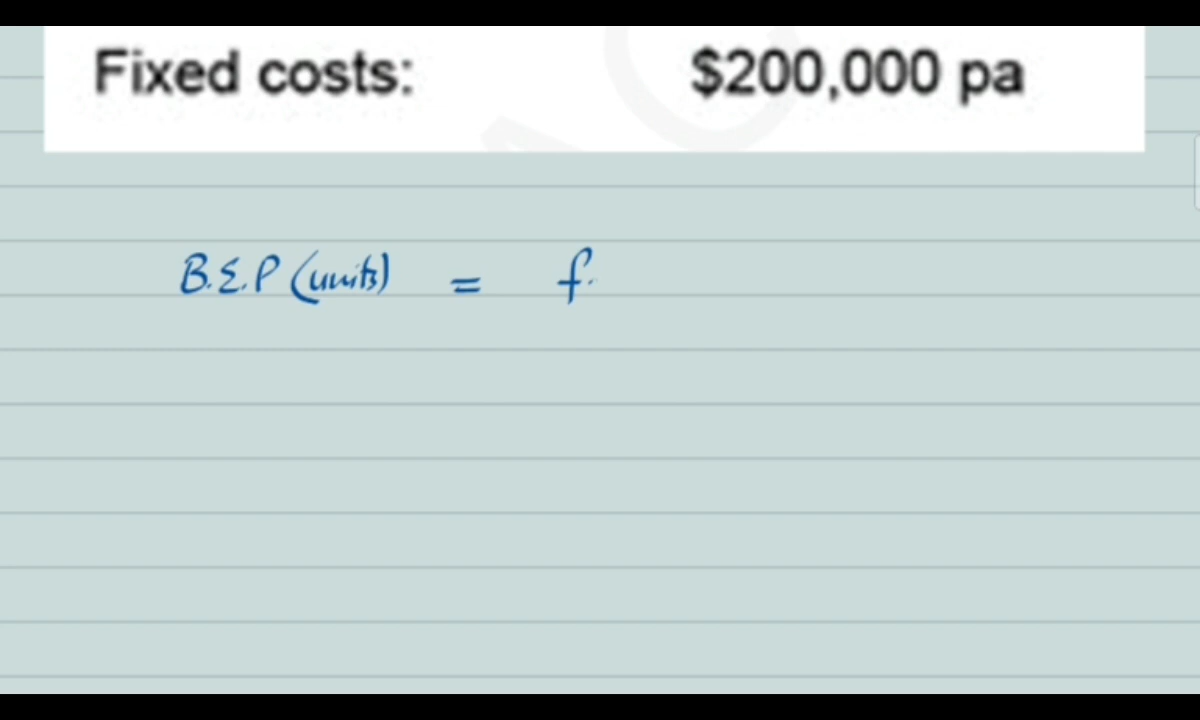 Fixed costs: $200,000 pa
B.E.P (units) = f.